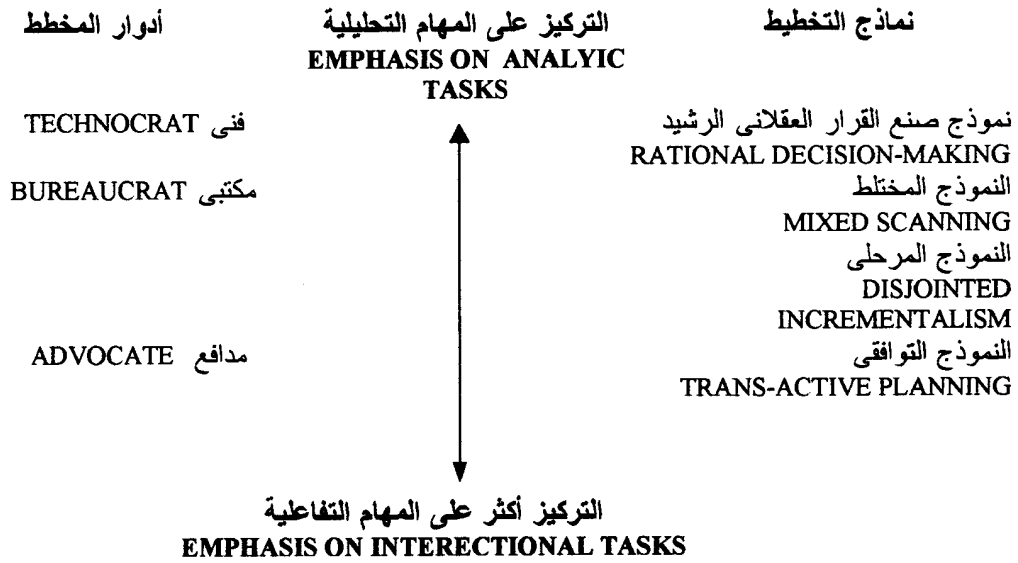 نماذج التخطيط
التركيز على المهام التحليلية
أدوار المخطط
EMPHASIS ON ANALYIC
TASKS
نموذج صنع القرار العقلانى الرشيد
فنى TECHNOCRAT
RATIONAL DECISION-MAKING
النموذج المختلط
مكتبى BUREAUCRAT
MIXED SCANNING
النموذج المرحلى
DISJOINTED
INCREMENTALISM
النموذج التوافقى
مدافع ADVOCATE
TRANS-ACTIVE PLANNING
التركيز أكثر على المهام التفاعلية
EMPHASIS ON INTERECTIONAL TASKS